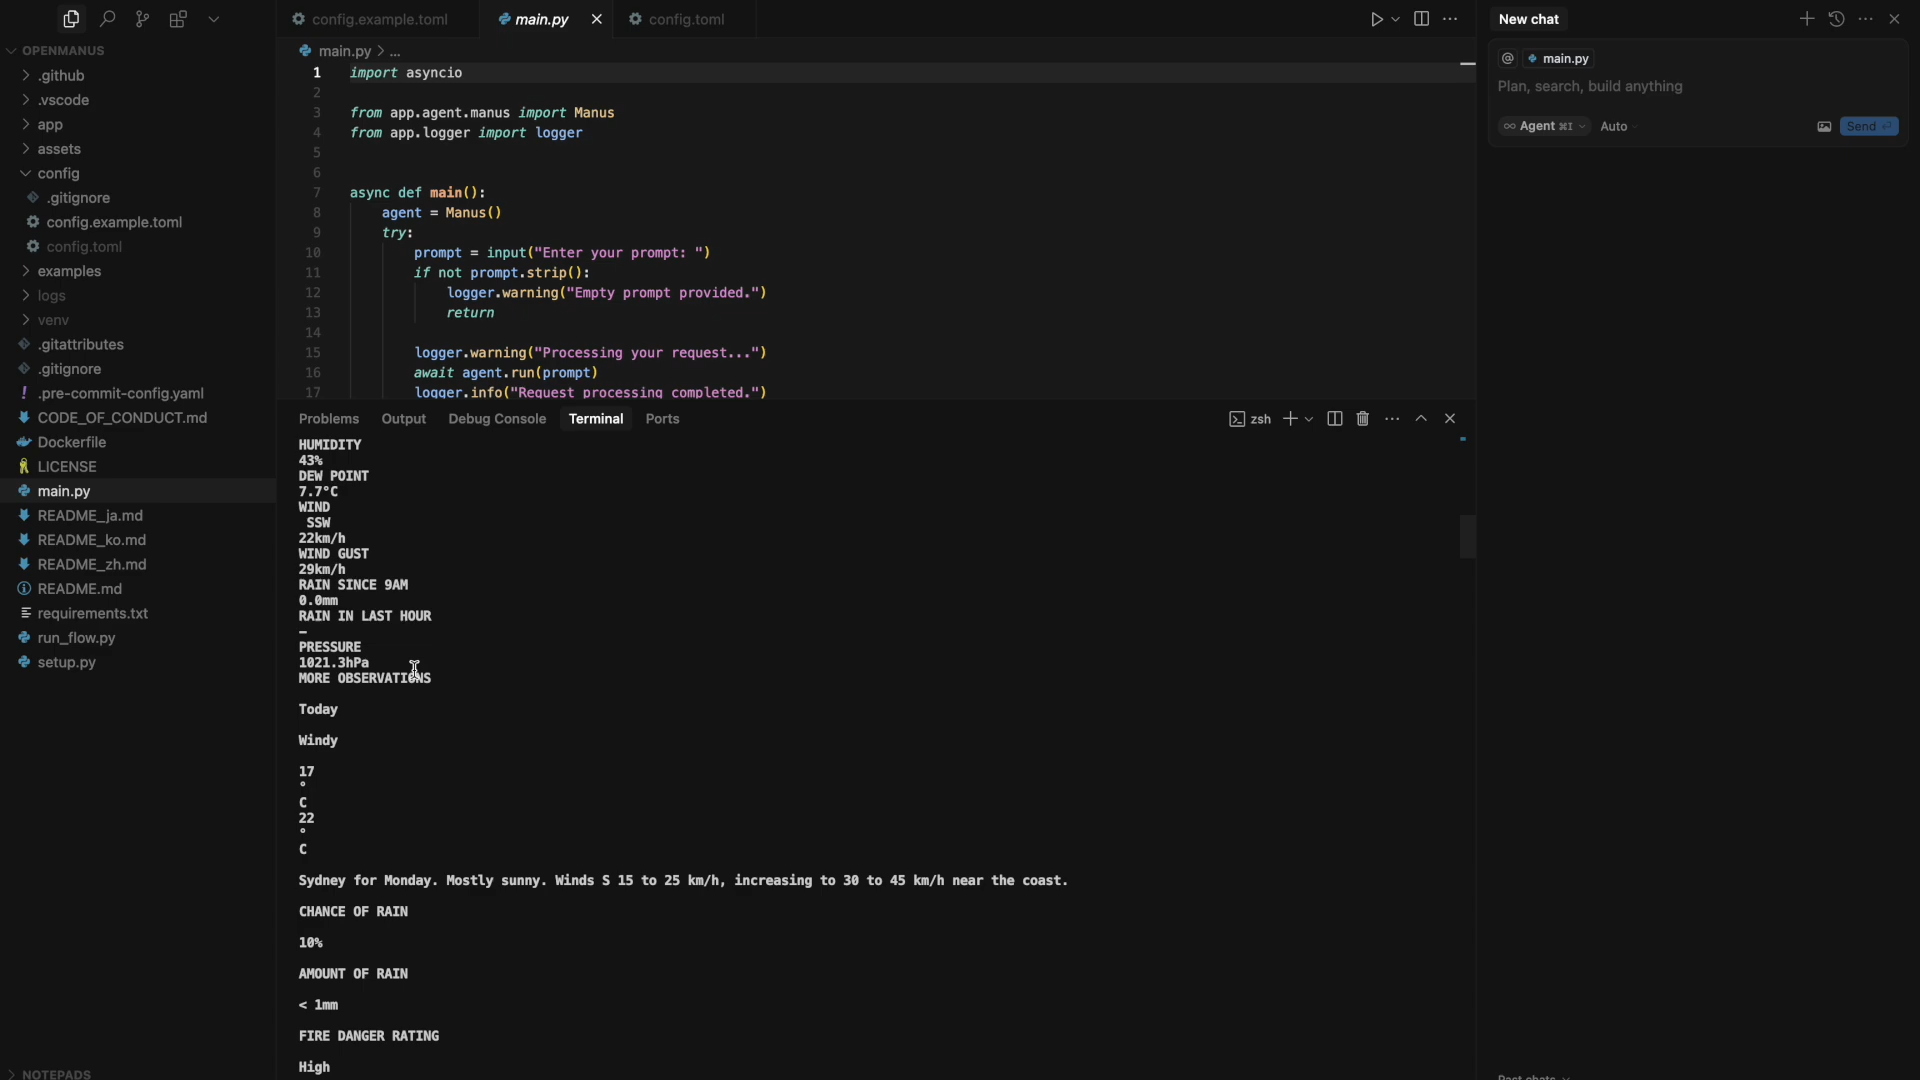 OPENMANUS
.github
.vscode
app
assets
config
.gitignore
config.example.toml
config.toml
examples
logs
venv
.gitattributes
.gitignore
.pre-commit-config.yaml
CODE_OF_CONDUCT.md
Dockerfile
LICENSE
main.py
README_ja.md
README_ko.md
README_zh.md
README.md
requirements.txt
run_flow.py
setup.py
NOTEPADS
config.example.toml main.py config.toml
main.py > ...
1 import asyncio
2
3 from app.agent.manus import Manus
4 from app.logger import logger
5
6
7 async def main():
8 agent = Manus()
9 try:
10 prompt = input("Enter your prompt: ")
11 if not prompt.strip():
12 logger.warning("Empty prompt provided.")
13 return
14
15 logger.warning("Processing your request...")
16 await agent.run(prompt)
17 logger.info("Request processing completed.")
Problems Output Debug Console Terminal Ports zsh
HUMIDITY
43%
DEW POINT
7.7°C
WIND
SSW
22km/h
WIND GUST
29km/h
RAIN SINCE 9AM
0.0mm
RAIN IN LAST HOUR
–
PRESSURE
1021.3hPa
MORE OBSERVATIONS
Today
Windy
17
°
C
22
°
C
Sydney for Monday. Mostly sunny. Winds S 15 to 25 km/h, increasing to 30 to 45 km/h near the coast.
CHANCE OF RAIN
10%
AMOUNT OF RAIN
< 1mm
FIRE DANGER RATING
High
New chat
@ main.py
Plan, search, build anything
∞ Agent ⌘I Auto Send
Past chats